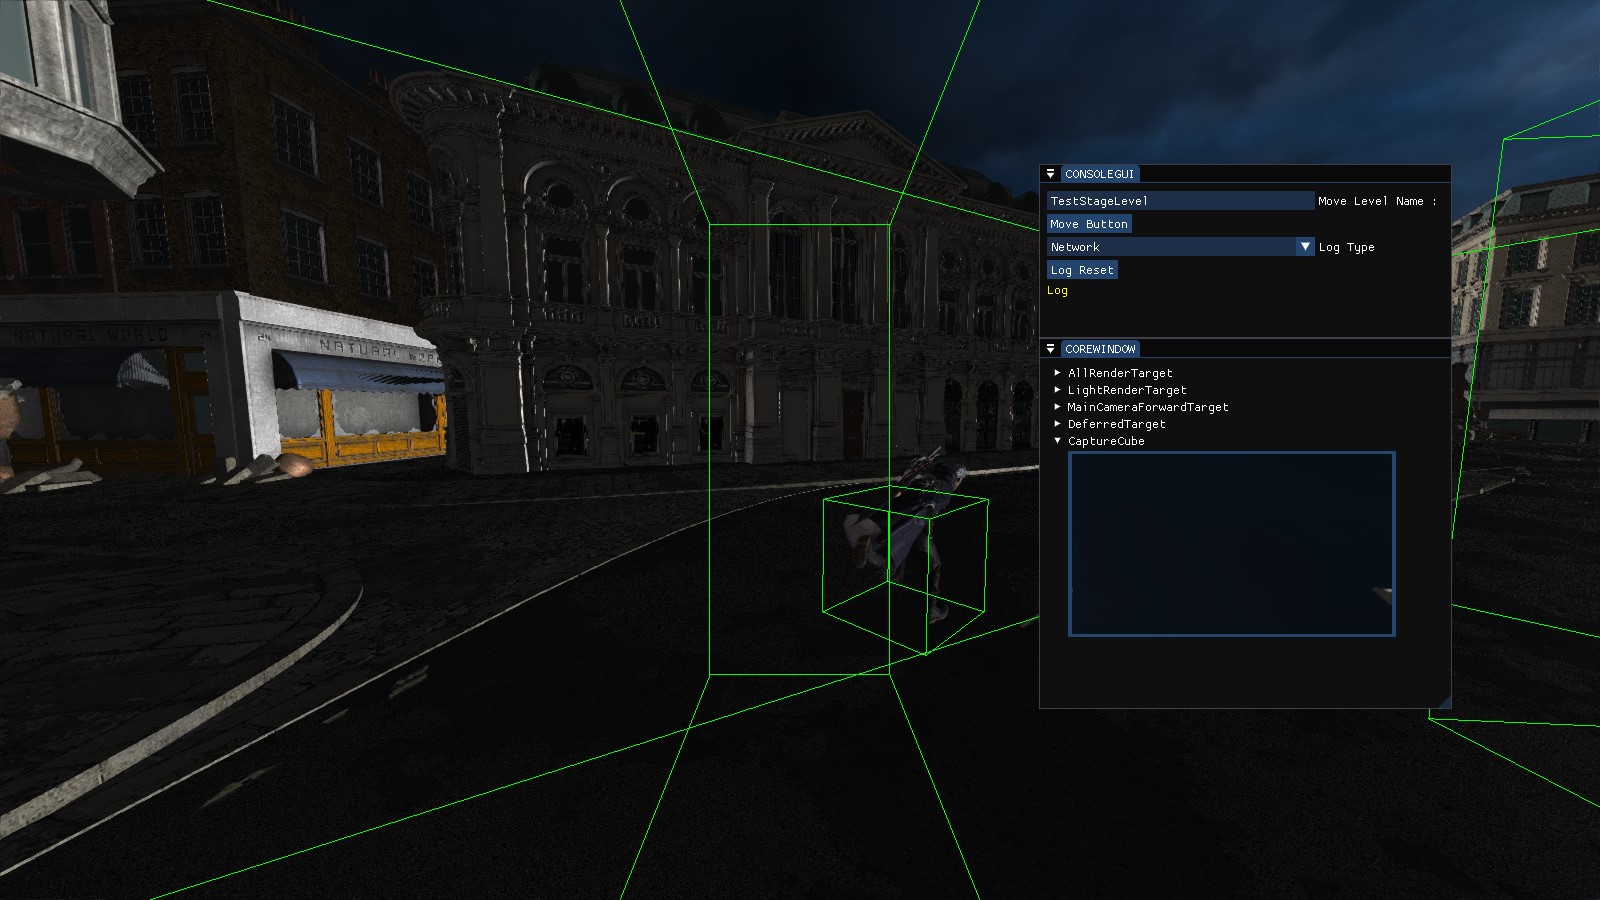 NATURAL WORLD
NATURAL WOR
CONSOLEGUI
TestStageLevel Move Level Name :
Move Button
Network Log Type
Log Reset
Log
COREWINDOW
AllRenderTarget
LightRenderTarget
MainCameraForwardTarget
DeferredTarget
CaptureCube